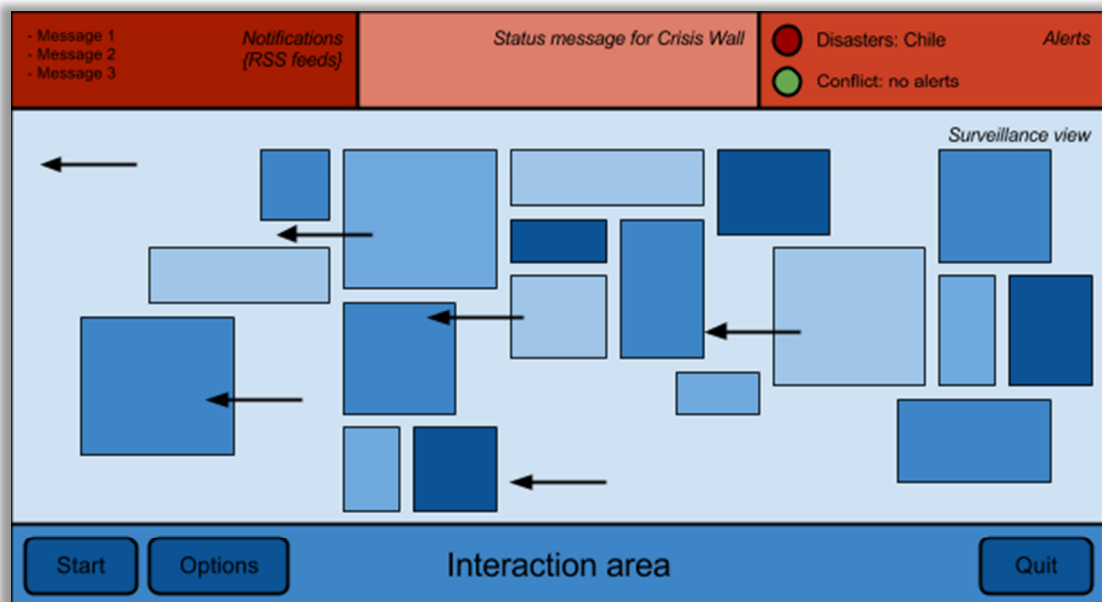 - Message 1
- Message 2
- Message 3
Notifications
{RSS feeds}
Status message for Crisis Wall
Disasters: Chile
Alerts
Conflict: no alerts
Surveillance view
Start
Options
Interaction area
Quit